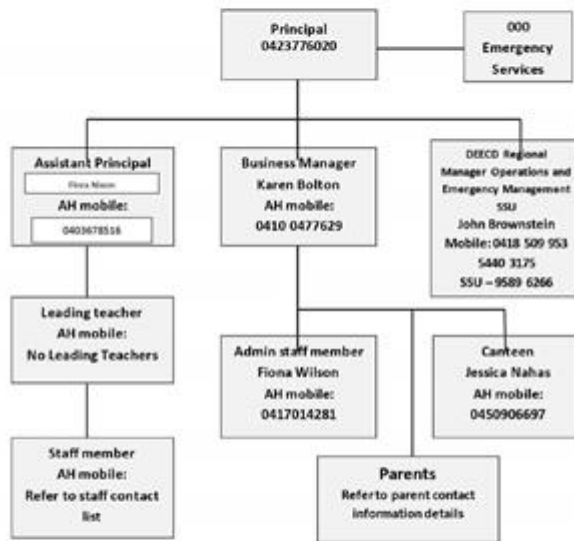 Principal
0423776020
000
Emergency
Services
Assistant Principal
Fiona Nixon
AH mobile:
0403678516
Business Manager
Karen Bolton
AH mobile:
0410 0477629
DEECD Regional
Manager Operations and
Emergency Management
SSU
John Brownstein
Mobile: 0418 509 953
5440 3175
SSU – 9589 6266
Leading teacher
AH mobile:
No Leading Teachers
Admin staff member
Fiona Wilson
AH mobile:
0417014281
Canteen
Jessica Nahas
AH mobile:
0450906697
Staff member
AH mobile:
Refer to staff contact
list
Parents
Refer to parent contact
information details